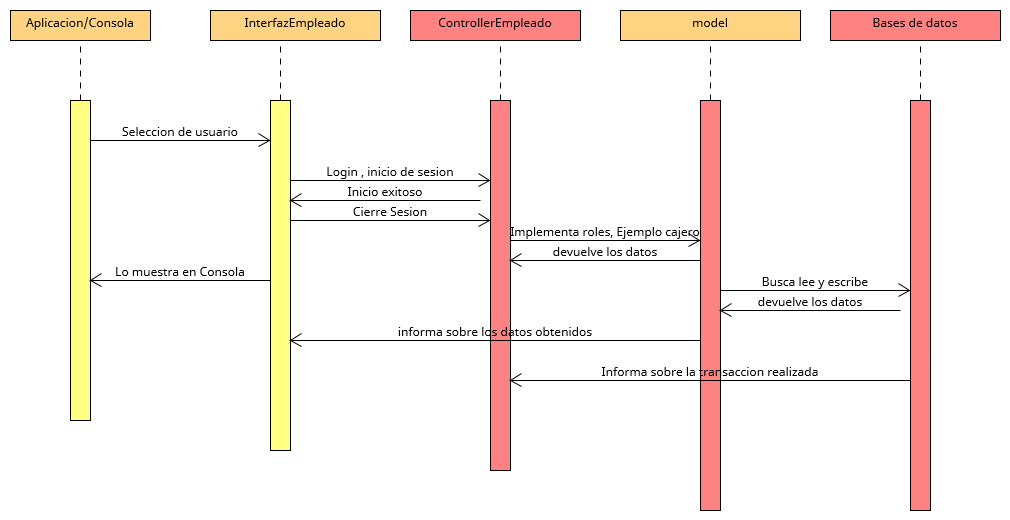 Aplicacion/Consola
InterfazEmpleado
ControllerEmpleado
model
Bases de datos
Seleccion de usuario
Login , inicio de sesion
Inicio exitoso
Cierre Sesion
Implementa roles, Ejemplo cajero
devuelve los datos
Lo muestra en Consola
Busca lee y escribe
devuelve los datos
informa sobre los datos obtenidos
Informa sobre la transaccion realizada